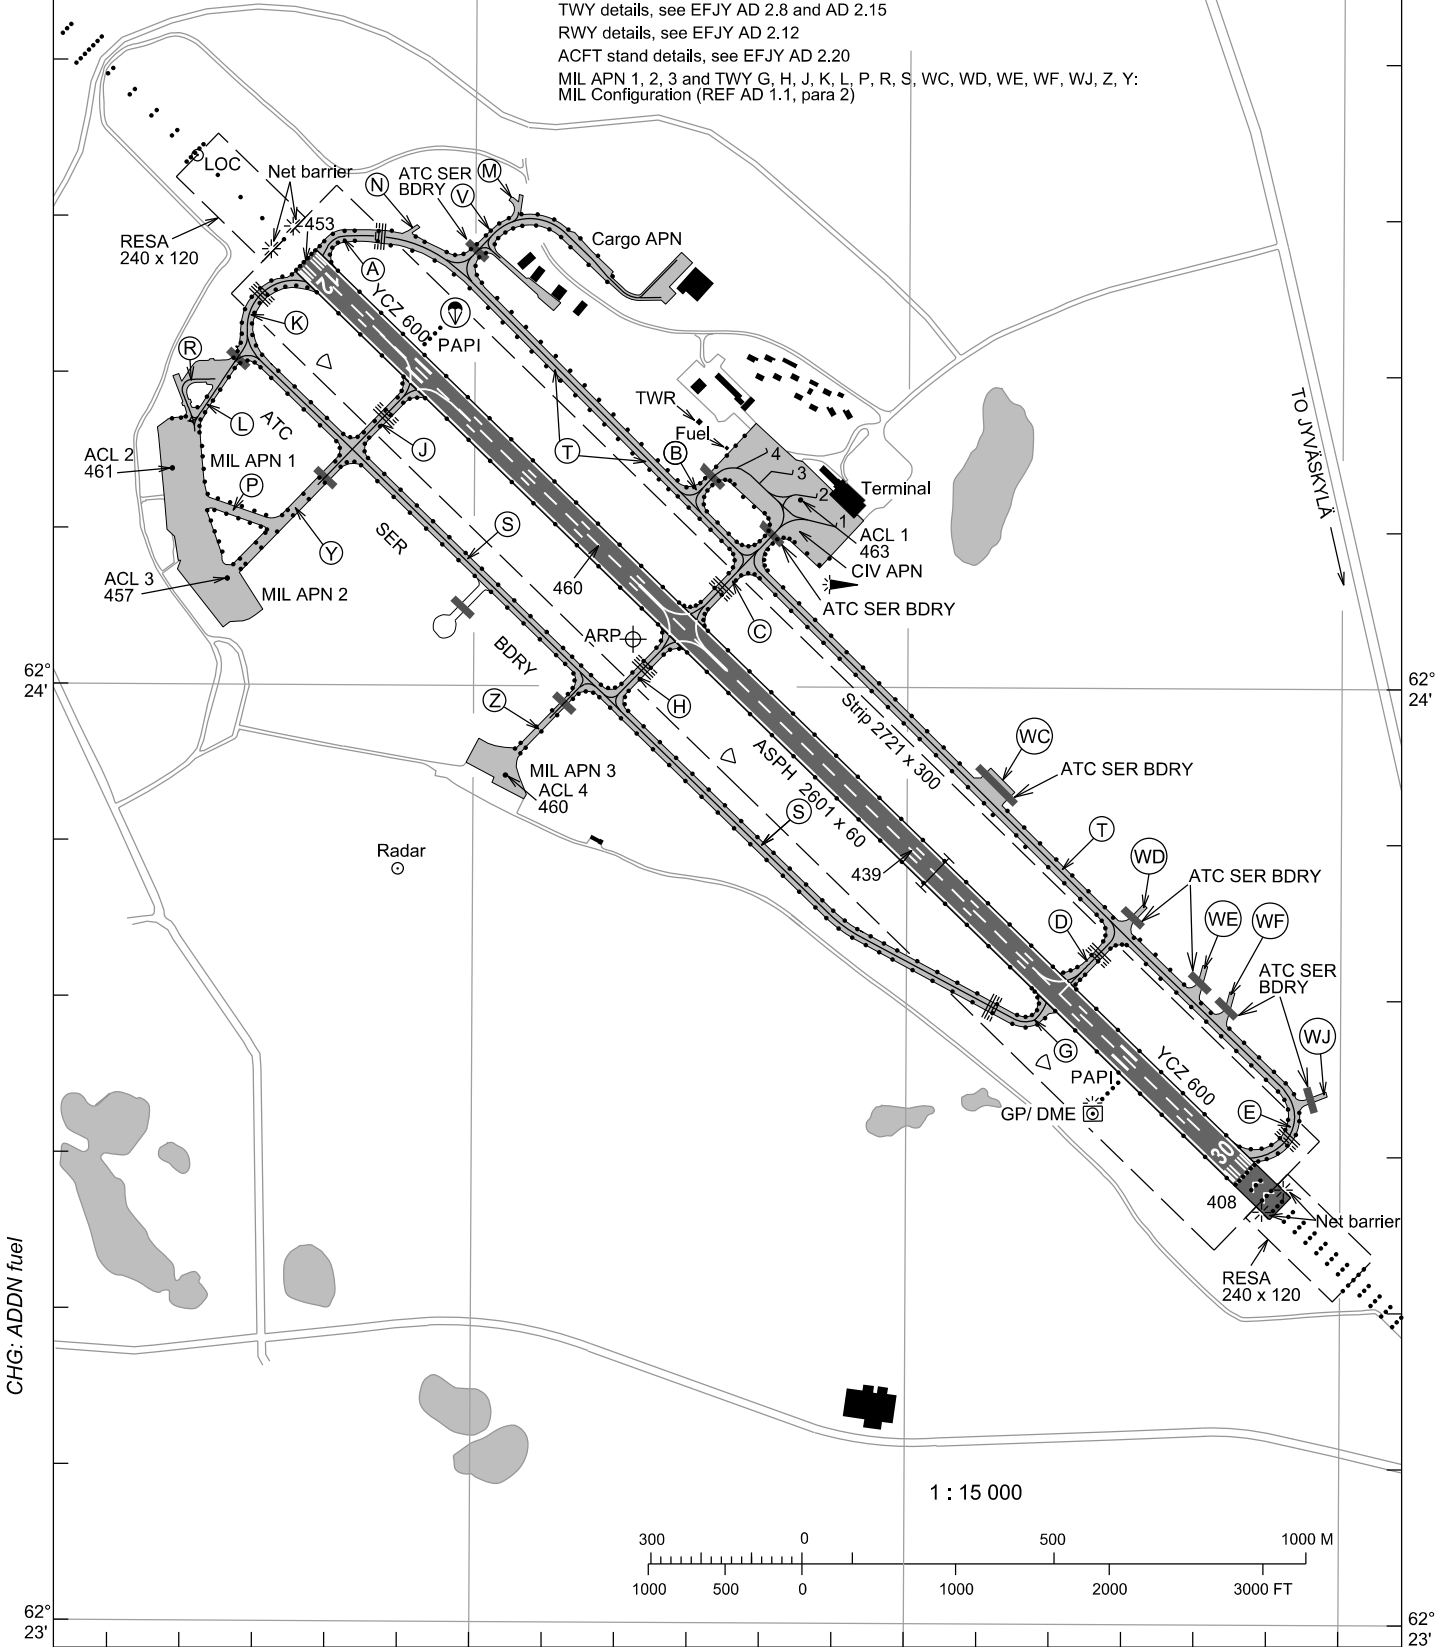 TWY details, see EFJY AD 2.8 and AD 2.15
RWY details, see EFJY AD 2.12
ACFT stand details, see EFJY AD 2.20
MIL APN 1, 2, 3 and TWY G, H, J, K, L, P, R, S, WC, WD, WE, WF, WJ, Z, Y:
MIL Configuration (REF AD 1.1, para 2)
LOC
Net barrier
N
ATC SER
BDRY
V
M
453
RESA
240 x 120
A
Cargo APN
12
YCZ 600
K
PAPI
R
L
ATC
J
T
TWR
Fuel
B
4
3
2
1
Terminal
TO JYVÄSKYLÄ
ACL 2
461
MIL APN 1
P
Y
SER
S
ACL 1
463
CIV APN
ACL 3
457
MIL APN 2
460
ATC SER BDRY
C
ARP
BDRY
62°
24'
62°
24'
Z
H
Strip 2721 x 300
WC
ATC SER BDRY
MIL APN 3
ACL 4
460
ASPH 2601 x 60
S
T
Radar
439
WD
ATC SER BDRY
D
WE
WF
ATC SER
BDRY
G
WJ
PAPI
YCZ 600
GP/ DME
E
30
408
Net barrier
RESA
240 x 120
CHG: ADDN fuel
1 : 15 000
300 0 500 1000 M
1000 500 0 1000 2000 3000 FT
62°
23'
62°
23'